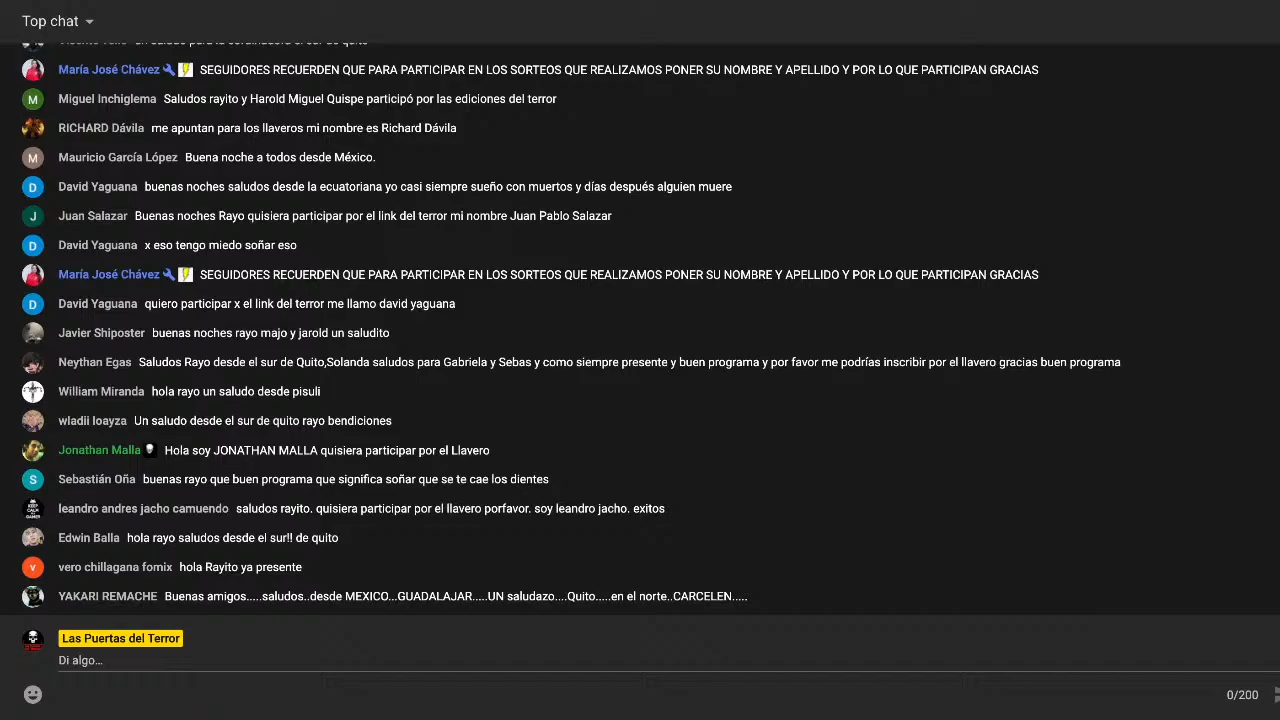 Top chat
María José Chávez SEGUIDORES RECUERDEN QUE PARA PARTICIPAR EN LOS SORTEOS QUE REALIZAMOS PONER SU NOMBRE Y APELLIDO Y POR LO QUE PARTICIPAN GRACIAS
M Miguel Inchiglema Saludos rayito y Harold Miguel Quispe participó por las ediciones del terror
RICHARD Dávila me apuntan para los llaveros mi nombre es Richard Dávila
M Mauricio García López Buena noche a todos desde México.
D David Yaguana buenas noches saludos desde la ecuatoriana yo casi siempre sueño con muertos y días después alguien muere
J Juan Salazar Buenas noches Rayo quisiera participar por el link del terror mi nombre Juan Pablo Salazar
D David Yaguana x eso tengo miedo soñar eso
María José Chávez SEGUIDORES RECUERDEN QUE PARA PARTICIPAR EN LOS SORTEOS QUE REALIZAMOS PONER SU NOMBRE Y APELLIDO Y POR LO QUE PARTICIPAN GRACIAS
D David Yaguana quiero participar x el link del terror me llamo david yaguana
Javier Shiposter buenas noches rayo majo y jarold un saludito
Neythan Egas Saludos Rayo desde el sur de Quito,Solanda saludos para Gabriela y Sebas y como siempre presente y buen programa y por favor me podrías inscribir por el llavero gracias buen programa
William Miranda hola rayo un saludo desde pisuli
wladii loayza Un saludo desde el sur de quito rayo bendiciones
Jonathan Malla Hola soy JONATHAN MALLA quisiera participar por el Llavero
S Sebastián Oña buenas rayo que buen programa que significa soñar que se te cae los dientes
leandro andres jacho camuendo saludos rayito. quisiera participar por el llavero porfavor. soy leandro jacho. exitos
Edwin Balla hola rayo saludos desde el sur!! de quito
v vero chillagana fomix hola Rayito ya presente
YAKARI REMACHE Buenas amigos.....saludos..desde MEXICO...GUADALAJAR.....UN saludazo....Quito.....en el norte..CARCELEN.....
Las Puertas del Terror
Di algo...
0/200